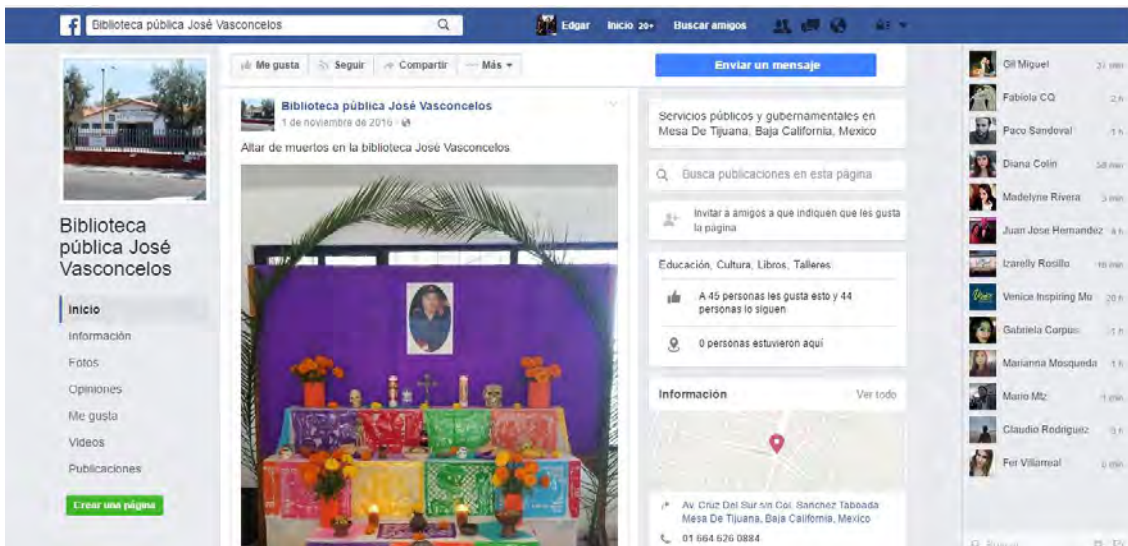 Biblioteca pública José Vasconcelos
Edgar
Inicio 20+
Buscar amigos
Biblioteca
pública José
Vasconcelos
Inicio
Información
Fotos
Opiniones
Me gusta
Videos
Publicaciones
Crear una página
Me gusta
Seguir
Compartir
Más
Biblioteca pública José Vasconcelos
1 de noviembre de 2016
Altar de muertos en la biblioteca José Vasconcelos
Enviar un mensaje
Servicios públicos y gubernamentales en
Mesa De Tijuana, Baja California, Mexico
Busca publicaciones en esta página
Invitar a amigos a que indiquen que les gusta
la página
Educación, Cultura, Libros, Talleres
A 45 personas les gusta esto y 44
personas lo siguen
0 personas estuvieron aquí
Información
Ver todo
Av. Cruz Del Sur s/n Col. Sanchez Taboada
Mesa De Tijuana, Baja California, Mexico
01 664 626 0884
Gil Miguel
Fabiola CQ 2 h
Paco Sandoval 1 h
Diana Colin
Madelyne Rivera
Juan Jose Hernandez
Izarelly Rosillo
Venice Inspiring Mo 20 h
Gabriela Corpus 1 h
Marianna Mosqueda 1 h
Mario Mtz
Claudio Rodriguez
Fer Villarreal